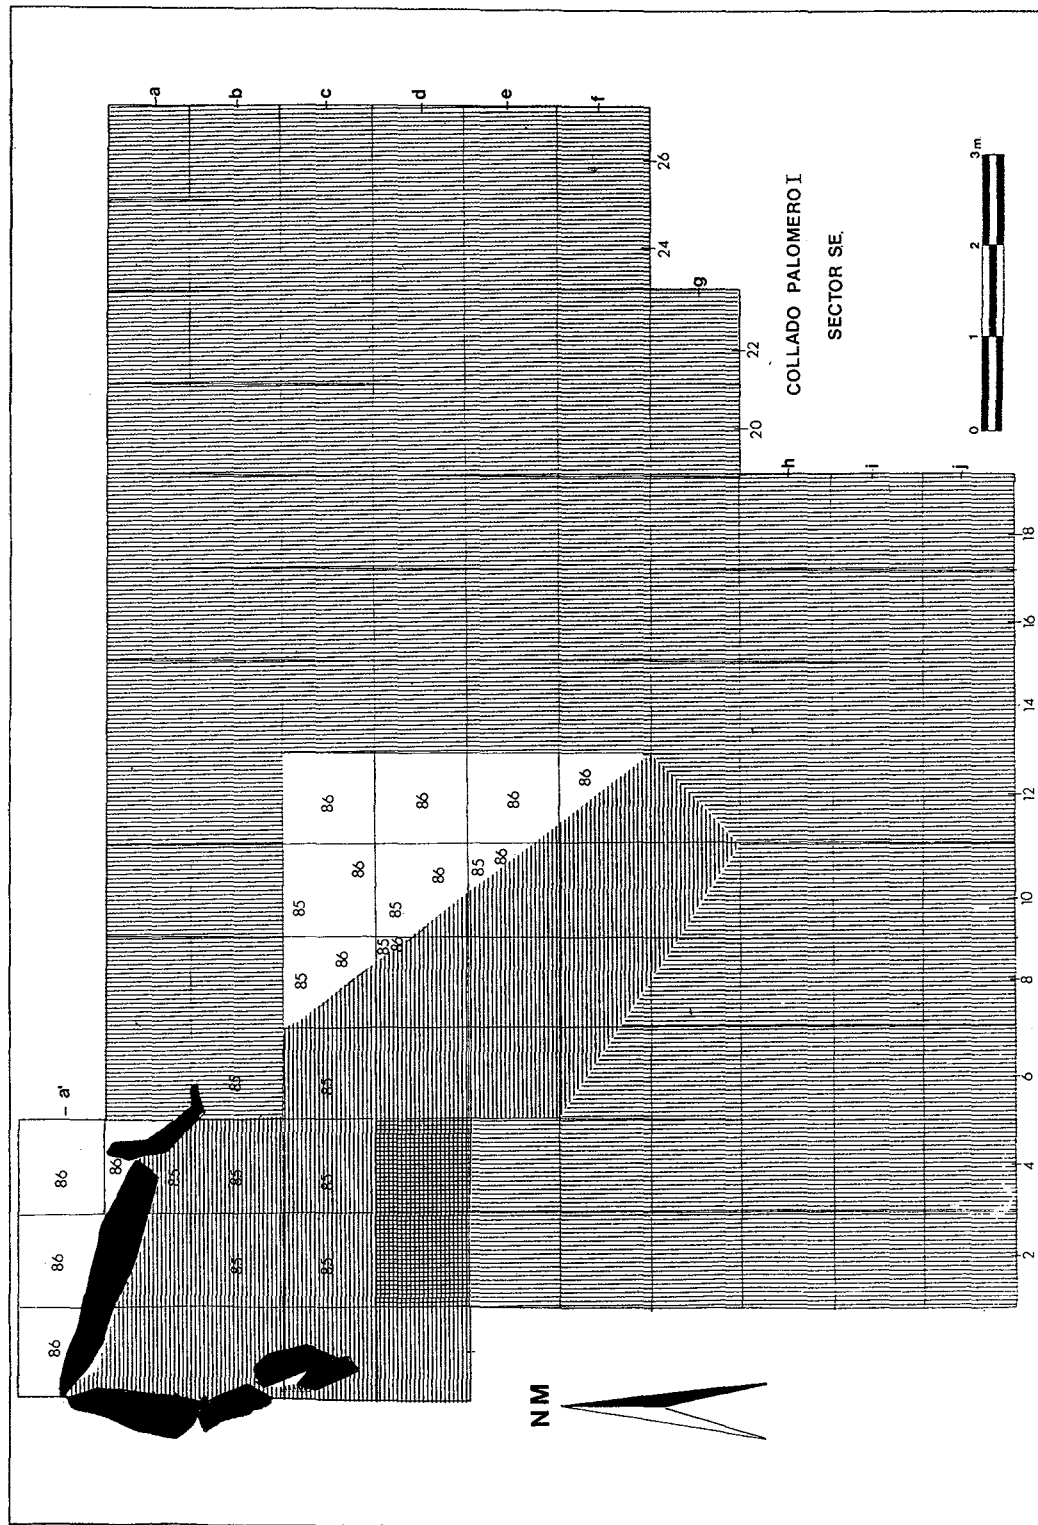 86 86 86 a'
86
a
85
85 85 85 b
85 85
85 85 85 86 c
86 86
85 85
86
86 d
86
85
86 86 e
NM
86 f
24 26
g
20 22
COLLADO PALOMERO I
h
SECTOR SE.
i
j
0 1 2 3 m
2 4 6 8 10 12 14 16 18